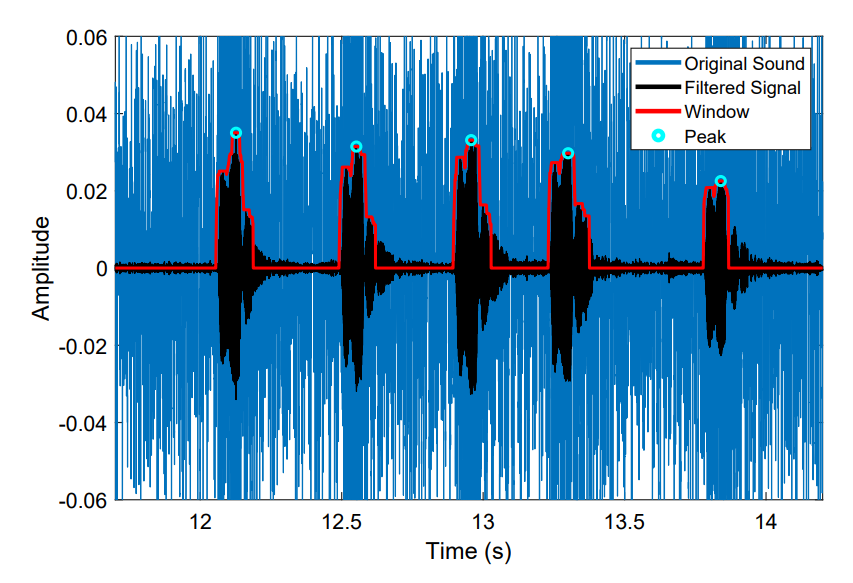 0.06
0.04
0.02
0
-0.02
-0.04
-0.06
Amplitude
12
12.5
13
13.5
14
Time (s)
Original Sound
Filtered Signal
Window
Peak